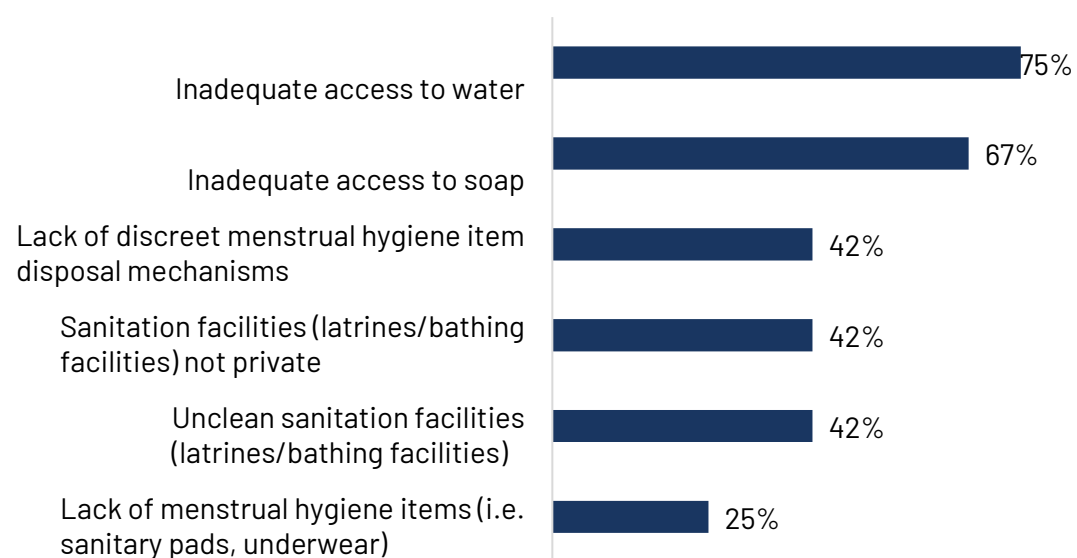 75%
Inadequate access to water
67%
Inadequate access to soap
Lack of discreet menstrual hygiene item
disposal mechanisms
42%
Sanitation facilities (latrines/bathing
facilities) not private
42%
Unclean sanitation facilities
(latrines/bathing facilities)
42%
Lack of menstrual hygiene items (i.e.
sanitary pads, underwear)
25%